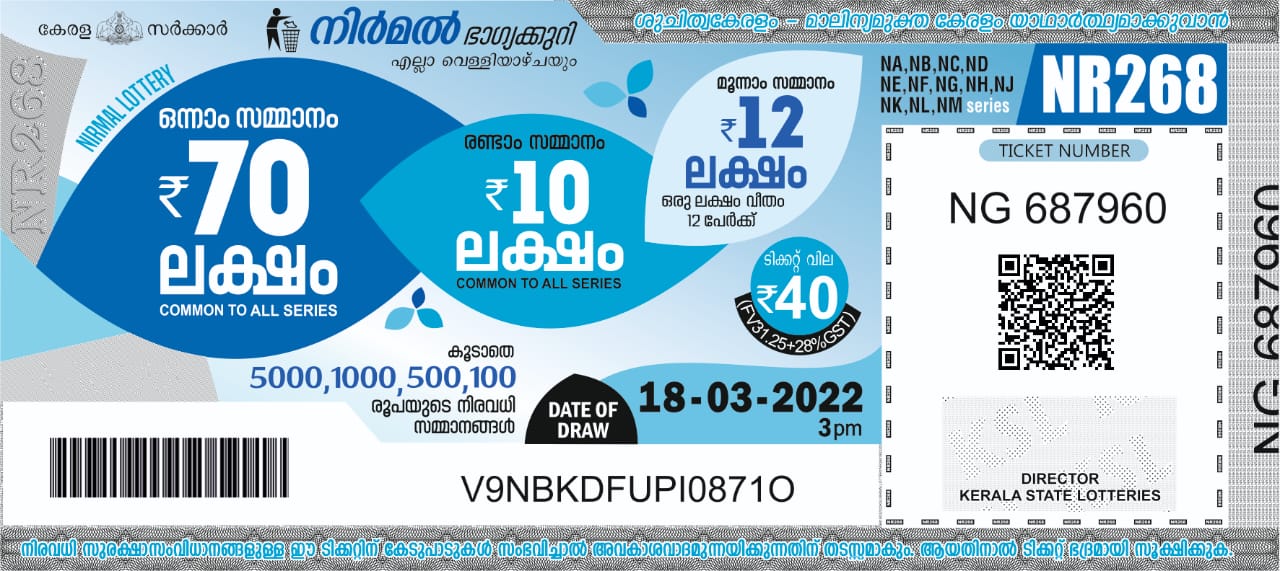 കേരള സർക്കാർ
നിർമൽ ഭാഗ്യക്കുറി
എല്ലാ വെള്ളിയാഴ്ചയും
ശുചിത്വകേരളം – മാലിന്യമുക്ത കേരളം യാഥാർത്ഥ്യമാക്കുവാൻ
NR268
NIRMAL LOTTERY
ഒന്നാം സമ്മാനം
₹70
ലക്ഷം
COMMON TO ALL SERIES
രണ്ടാം സമ്മാനം
₹10
ലക്ഷം
COMMON TO ALL SERIES
മൂന്നാം സമ്മാനം
₹12
ലക്ഷം
ഒരു ലക്ഷം വീതം
12 പേർക്ക്
ടിക്കറ്റ് വില
₹40
(FV31.25+28%GST)
കൂടാതെ
5000,1000,500,100
രൂപയുടെ നിരവധി
സമ്മാനങ്ങൾ
DATE OF
DRAW
18-03-2022
3pm
V9NBKDFUPI0871O
NA,NB,NC,ND
NE,NF,NG,NH,NJ
NK,NL,NM series
NR268
TICKET NUMBER
NG 687960
KSL
KSL
DIRECTOR
KERALA STATE LOTTERIES
NG 687960
നിരവധി സുരക്ഷാസംവിധാനങ്ങളുള്ള ഈ ടിക്കറ്റിന് കേടുപാടുകൾ സംഭവിച്ചാൽ അവകാശവാദമുന്നയിക്കുന്നതിന് തടസ്സമാകും. ആയതിനാൽ ടിക്കറ്റ് ഭദ്രമായി സൂക്ഷിക്കുക.